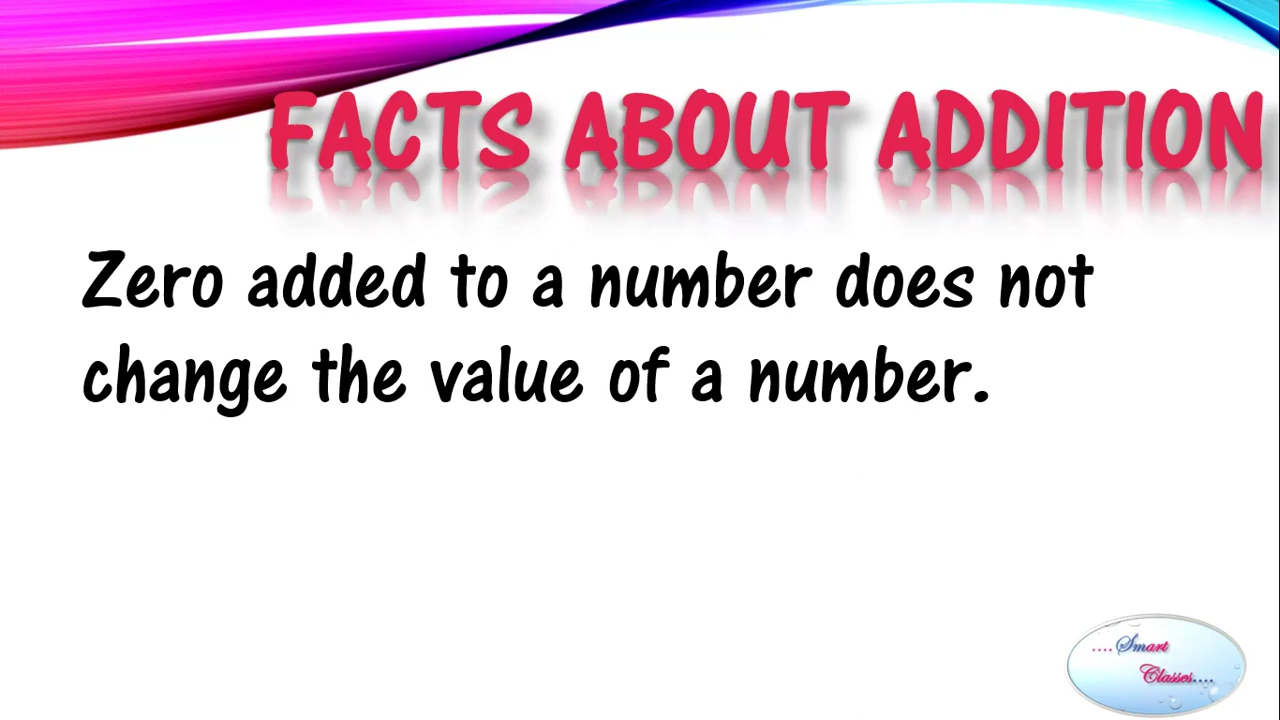 FACTS ABOUT ADDITION
Zero added to a number does not
change the value of a number.
....Smart
Classes....